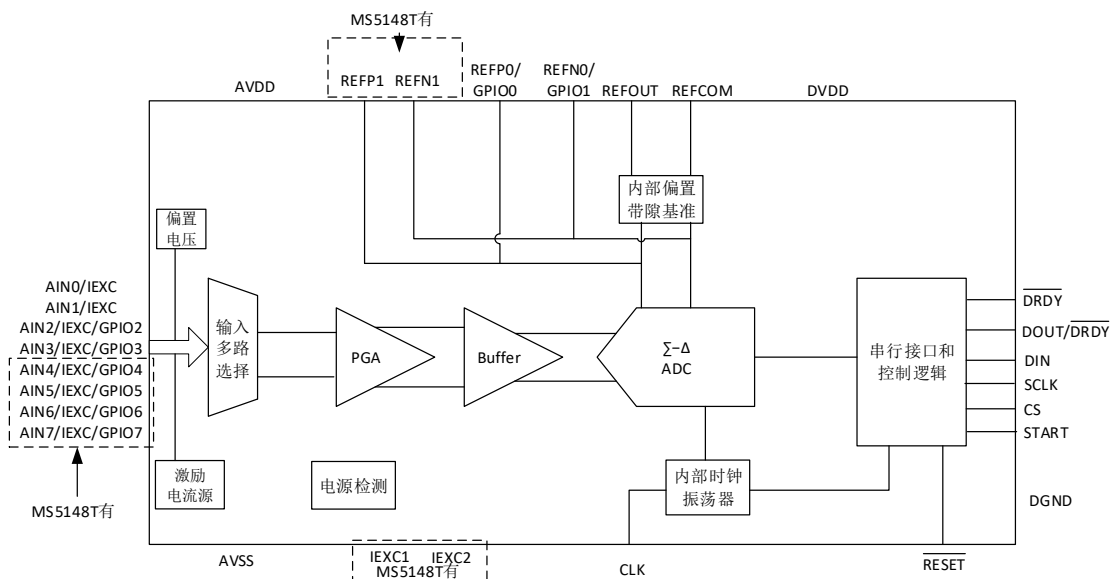 MS5148T有
REFP1 REFN1
REFP0/
GPIO0
REFN0/
GPIO1
REFOUT
REFCOM
AVDD
DVDD
内部偏置
带隙基准
偏置
电压
AIN0/IEXC
AIN1/IEXC
AIN2/IEXC/GPIO2
AIN3/IEXC/GPIO3
AIN4/IEXC/GPIO4
AIN5/IEXC/GPIO5
AIN6/IEXC/GPIO6
AIN7/IEXC/GPIO7
MS5148T有
输入
多路
选择
PGA
Buffer
∑-Δ
ADC
串行接口和
控制逻辑
DRDY
DOUT/DRDY
DIN
SCLK
CS
START
激励
电流源
电源检测
内部时钟
振荡器
DGND
AVSS
IEXC1 IEXC2
MS5148T有
CLK
RESET